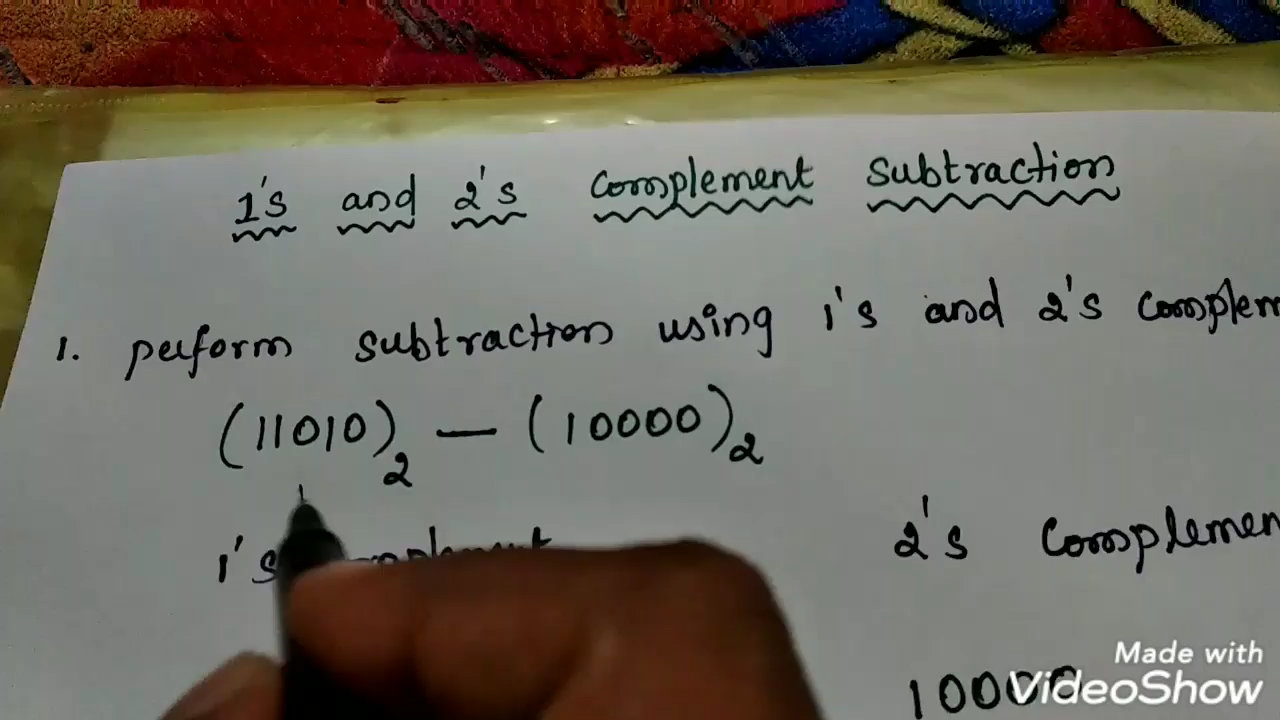 1's and 2's complement subtraction
1. perform subtraction using 1's and 2's complem
(11010)₂ — (10000)₂
1's 2's complemen
Made with
VideoShow